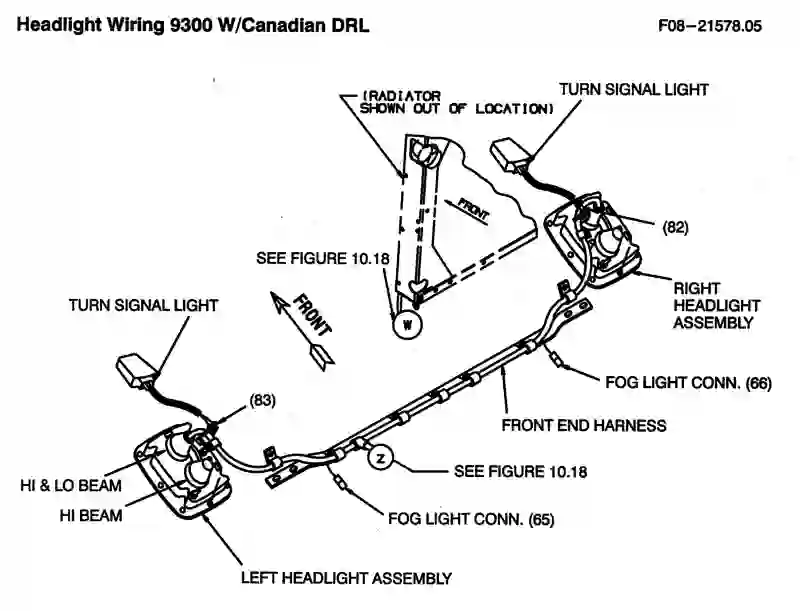 Headlight Wiring 9300 W/Canadian DRL
F08-21578.05
(RADIATOR
SHOWN OUT OF LOCATION)
TURN SIGNAL LIGHT
FRONT
(82)
SEE FIGURE 10.18
RIGHT
HEADLIGHT
ASSEMBLY
W
FRONT
TURN SIGNAL LIGHT
FOG LIGHT CONN. (66)
(83)
FRONT END HARNESS
Z
SEE FIGURE 10.18
HI & LO BEAM
HI BEAM
FOG LIGHT CONN. (65)
LEFT HEADLIGHT ASSEMBLY